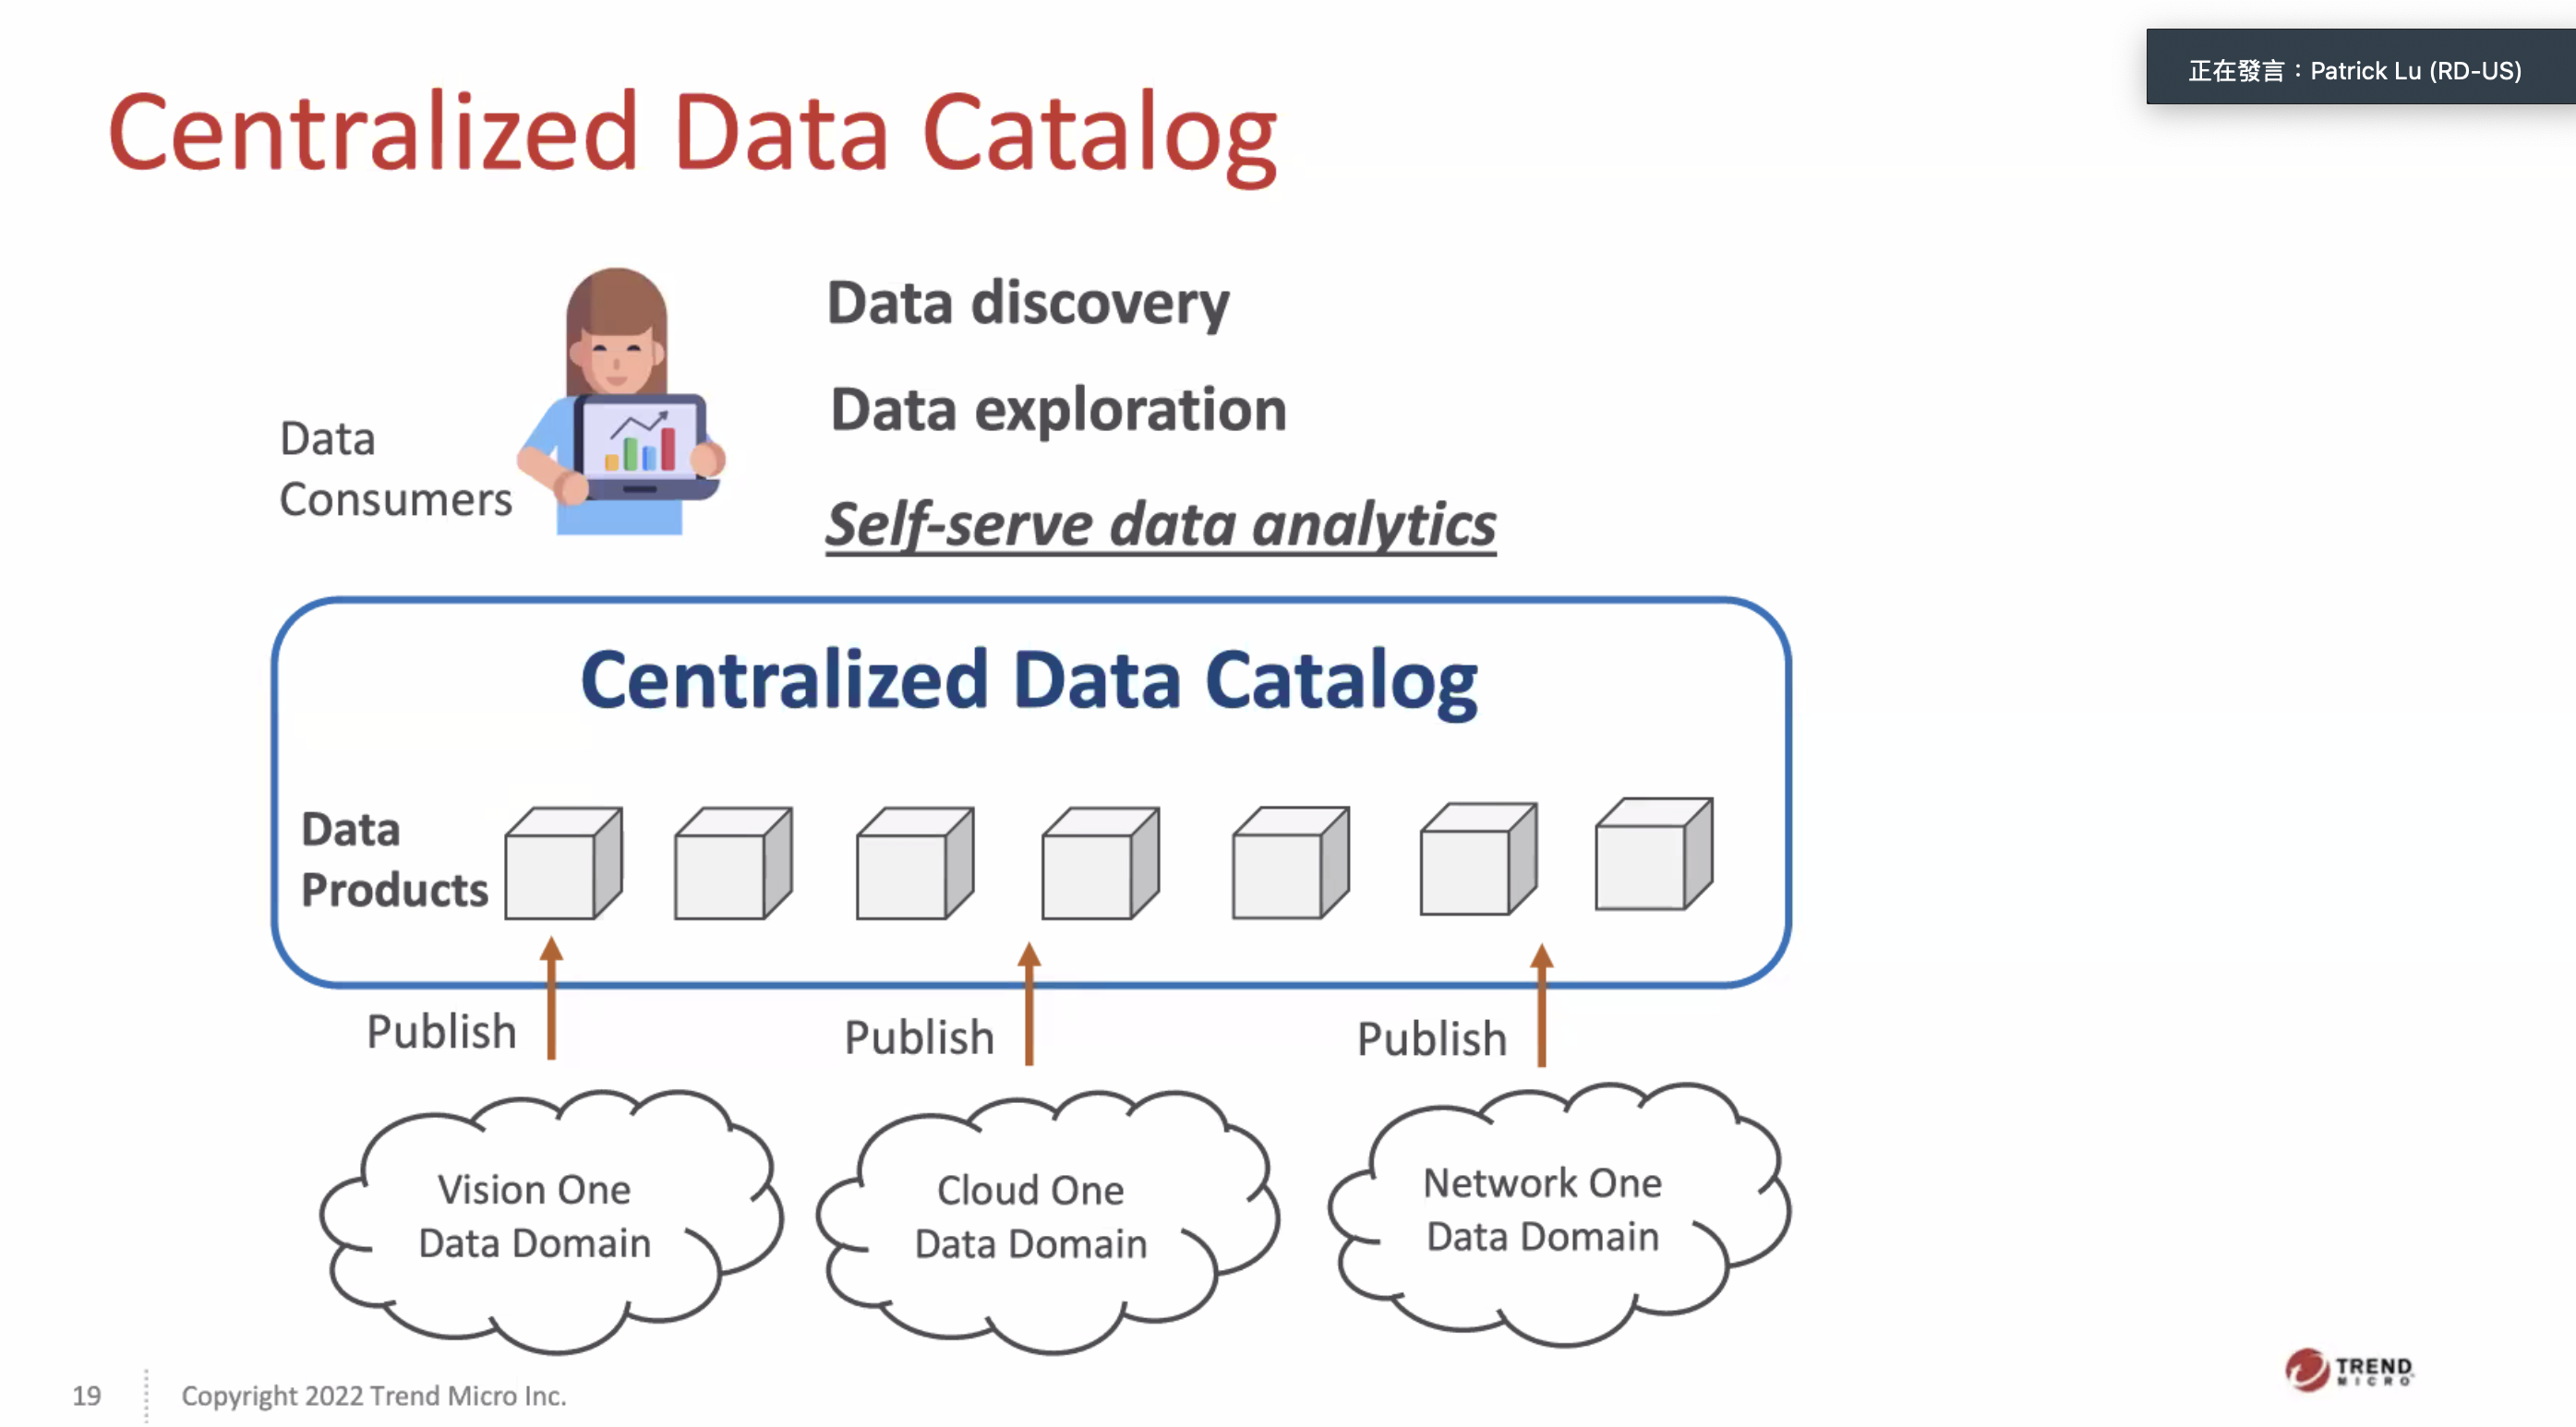 正在發言：Patrick Lu (RD-US)
Centralized Data Catalog
Data discovery
Data exploration
Self-serve data analytics
Data
Consumers
Centralized Data Catalog
Data
Products
Publish
Publish
Publish
Vision One
Data Domain
Cloud One
Data Domain
Network One
Data Domain
19
Copyright 2022 Trend Micro Inc.
TREND
MICRO